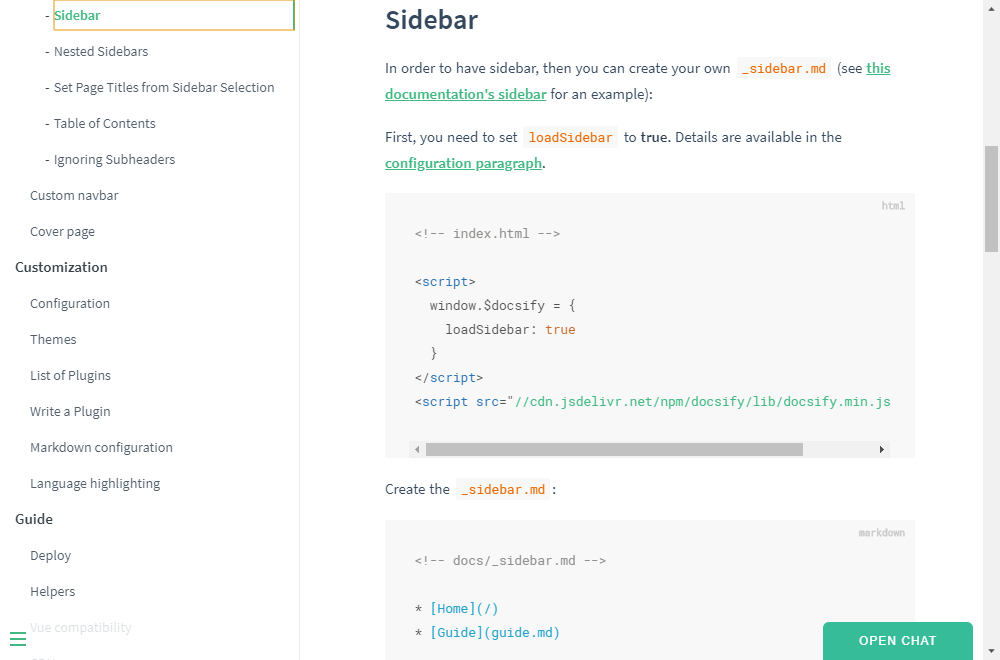 - Sidebar
- Nested Sidebars
- Set Page Titles from Sidebar Selection
- Table of Contents
- Ignoring Subheaders
Custom navbar
Cover page
Customization
Configuration
Themes
List of Plugins
Write a Plugin
Markdown configuration
Language highlighting
Guide
Deploy
Helpers
Vue compatibility
Sidebar
In order to have sidebar, then you can create your own _sidebar.md (see this
documentation's sidebar for an example):
First, you need to set loadSidebar to true. Details are available in the
configuration paragraph.
html
<!-- index.html -->
<script>
  window.$docsify = {
    loadSidebar: true
  }
</script>
<script src="//cdn.jsdelivr.net/npm/docsify/lib/docsify.min.js
Create the _sidebar.md :
markdown
<!-- docs/_sidebar.md -->
* [Home](/)
* [Guide](guide.md)
OPEN CHAT